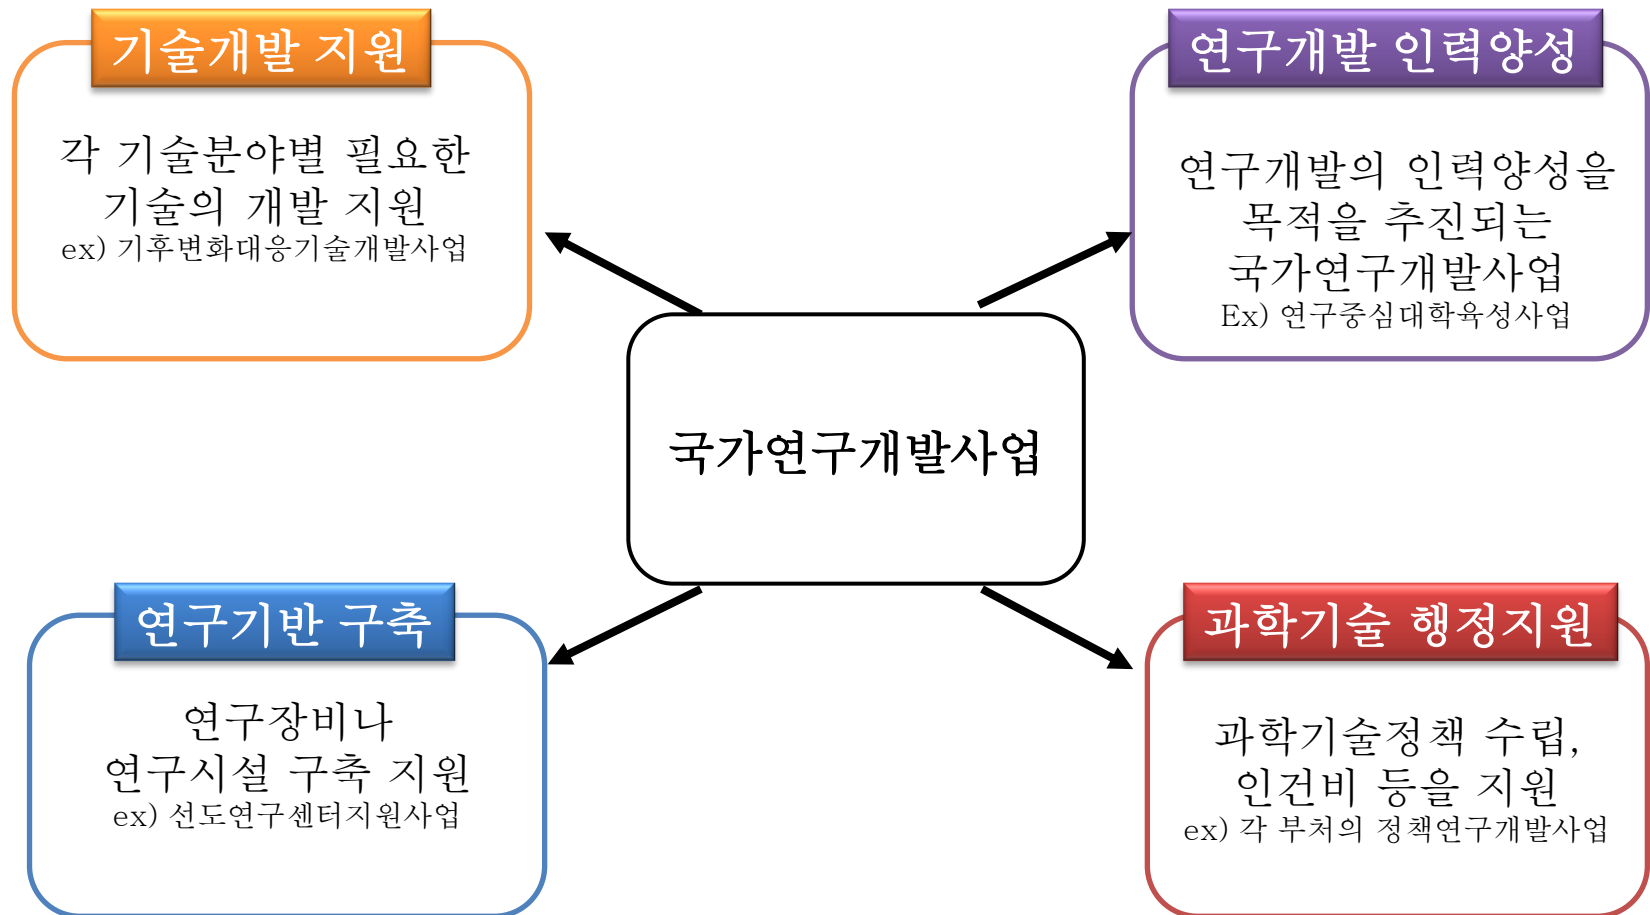 기술개발 지원
각 기술분야별 필요한
기술의 개발 지원
ex) 기후변화대응기술개발사업
연구개발 인력양성
연구개발의 인력양성을
목적을 추진되는
국가연구개발사업
Ex) 연구중심대학육성사업
국가연구개발사업
연구기반 구축
연구장비나
연구시설 구축 지원
ex) 선도연구센터지원사업
과학기술 행정지원
과학기술정책 수립,
인건비 등을 지원
ex) 각 부처의 정책연구개발사업